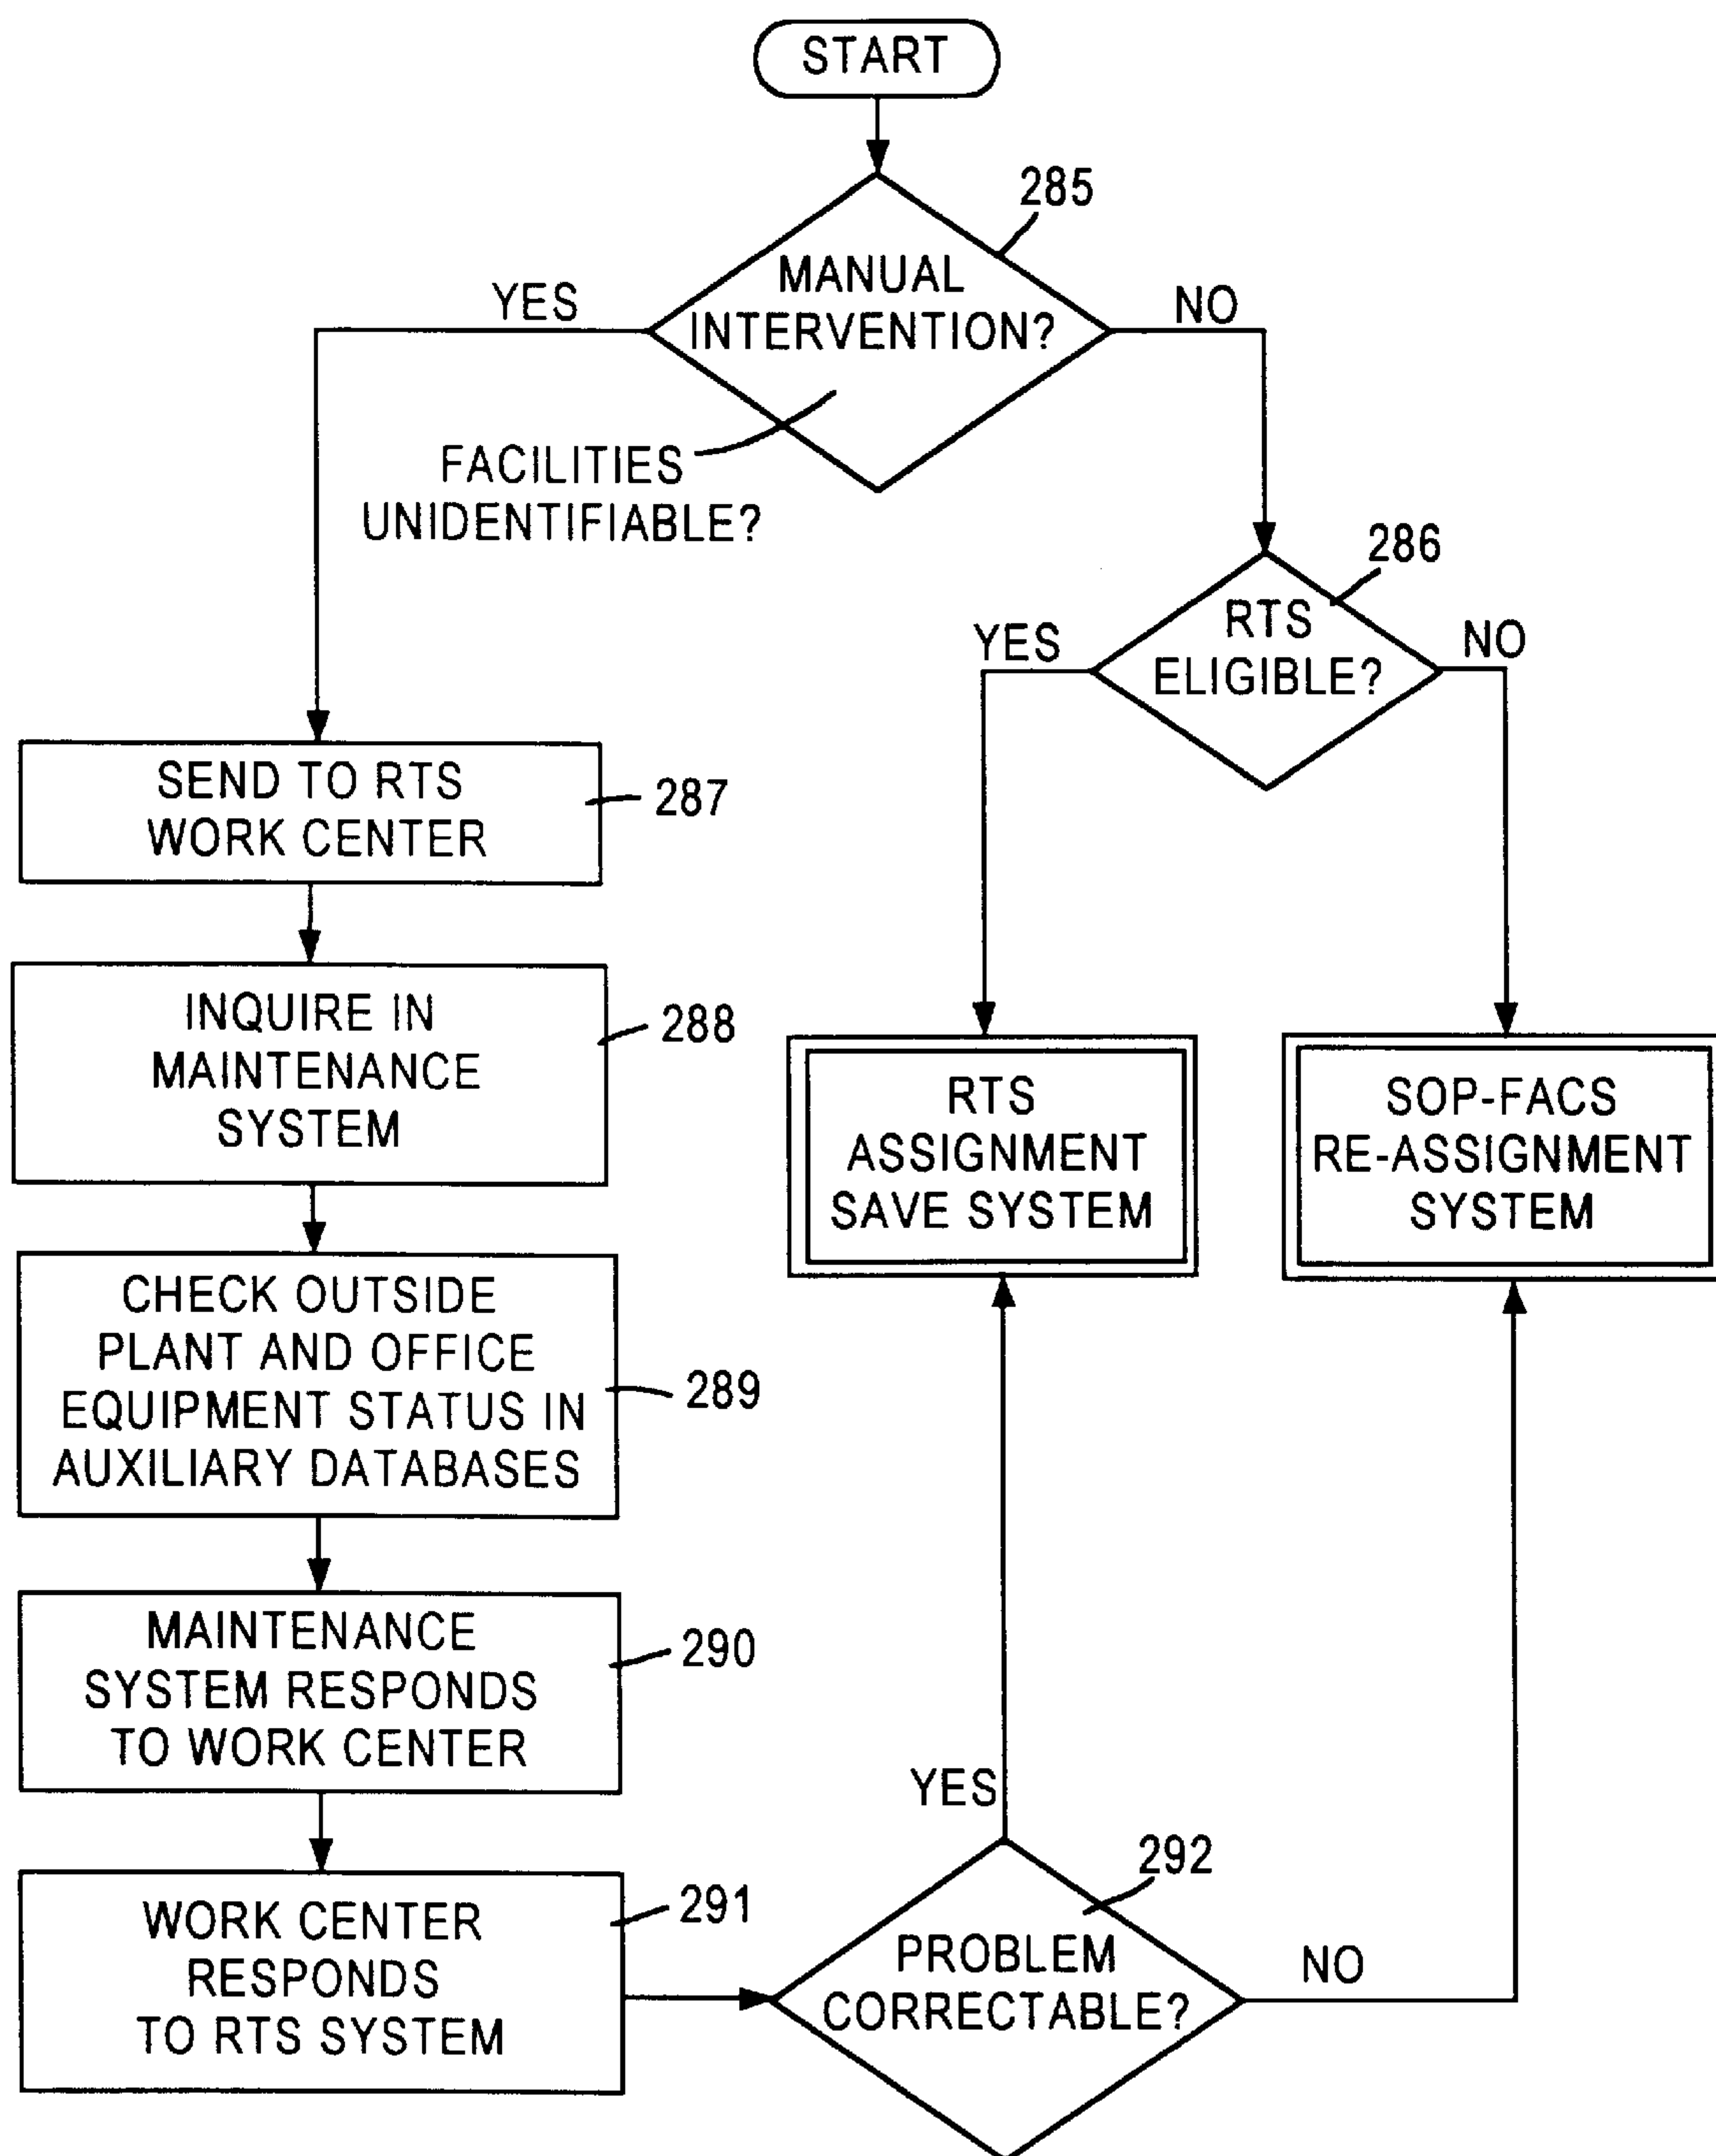 START
285
MANUAL
INTERVENTION?
YES
NO
FACILITIES
UNIDENTIFIABLE?
286
RTS
ELIGIBLE?
YES
NO
SEND TO RTS
WORK CENTER
287
INQUIRE IN
MAINTENANCE
SYSTEM
288
RTS
ASSIGNMENT
SAVE SYSTEM
SOP-FACS
RE-ASSIGNMENT
SYSTEM
CHECK OUTSIDE
PLANT AND OFFICE
EQUIPMENT STATUS IN
AUXILIARY DATABASES
289
MAINTENANCE
SYSTEM RESPONDS
TO WORK CENTER
290
WORK CENTER
RESPONDS
TO RTS SYSTEM
291
YES
292
PROBLEM
CORRECTABLE?
NO